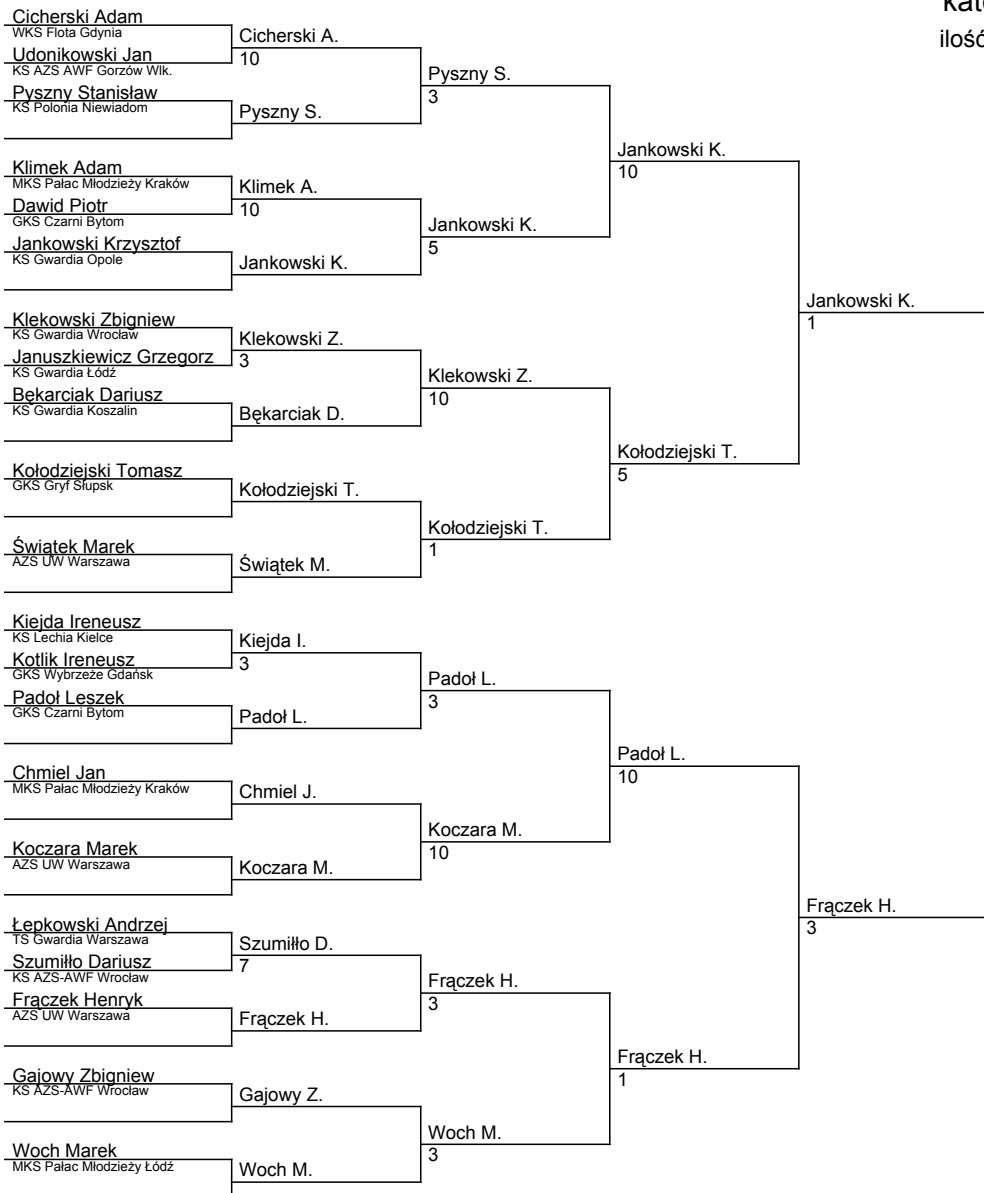 kate
ilość
Cicherski Adam
WKS Flota Gdynia
Udonikowski Jan
KS AZS AWF Gorzów Wlk.
Pyszny Stanisław
KS Polonia Niewiadom
Klimek Adam
MKS Pałac Młodzieży Kraków
Dawid Piotr
GKS Czarni Bytom
Jankowski Krzysztof
KS Gwardia Opole
Klekowski Zbigniew
KS Gwardia Wrocław
Januszkiewicz Grzegorz
KS Gwardia Łódź
Bękarciak Dariusz
KS Gwardia Koszalin
Kołodziejski Tomasz
GKS Gryf Słupsk
Świątek Marek
AZS UW Warszawa
Kiejda Ireneusz
KS Lechia Kielce
Kotlik Ireneusz
GKS Wybrzeże Gdańsk
Padoł Leszek
GKS Czarni Bytom
Chmiel Jan
MKS Pałac Młodzieży Kraków
Koczara Marek
AZS UW Warszawa
Łepkowski Andrzej
TS Gwardia Warszawa
Szumiłło Dariusz
KS AZS-AWF Wrocław
Frączek Henryk
AZS UW Warszawa
Gajowy Zbigniew
KS AZS-AWF Wrocław
Woch Marek
MKS Pałac Młodzieży Łódź
Cicherski A.
10
Pyszny S.
Klimek A.
10
Jankowski K.
Klekowski Z.
3
Bękarciak D.
Kołodziejski T.
Świątek M.
Kiejda I.
3
Padoł L.
Chmiel J.
Koczara M.
Szumiłło D.
7
Frączek H.
Gajowy Z.
Woch M.
Pyszny S.
3
Jankowski K.
5
Klekowski Z.
10
Kołodziejski T.
1
Padoł L.
3
Koczara M.
10
Frączek H.
3
Woch M.
3
Jankowski K.
10
Kołodziejski T.
5
Padoł L.
10
Frączek H.
1
Jankowski K.
1
Frączek H.
3